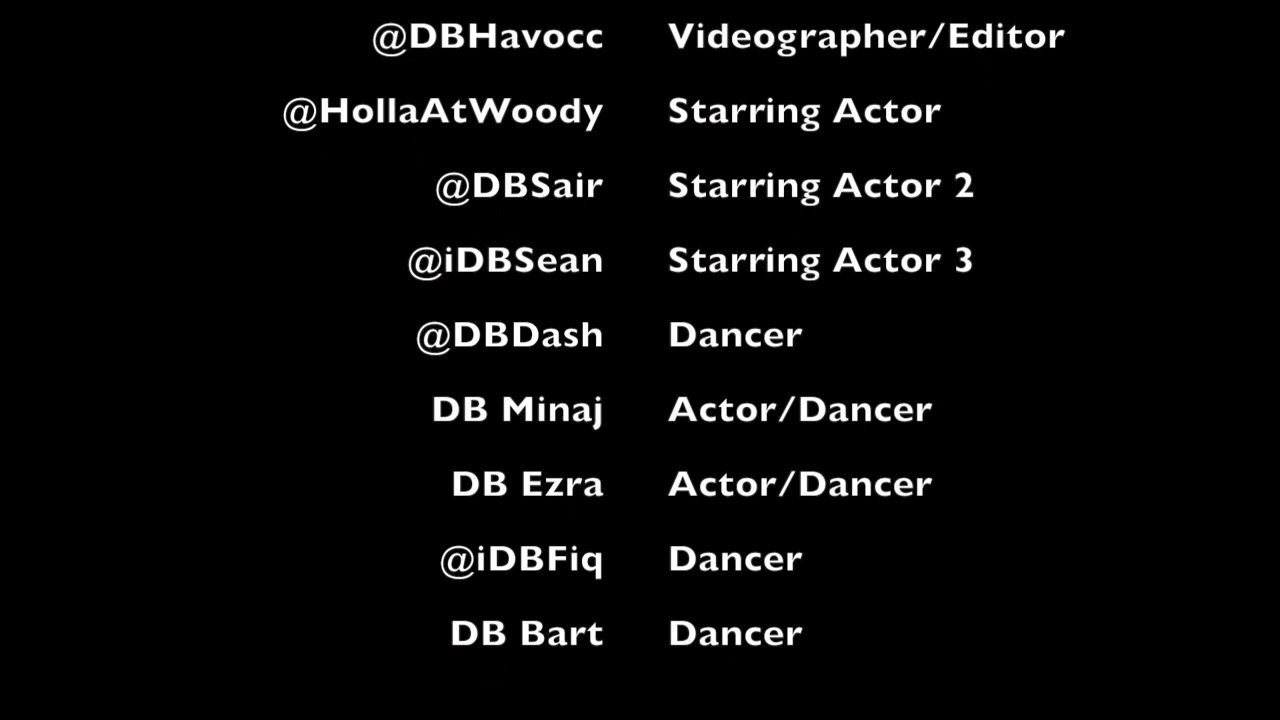 @DBHavocc Videographer/Editor
@HollaAtWoody Starring Actor
@DBSair Starring Actor 2
@iDBSean Starring Actor 3
@DBDash Dancer
DB Minaj Actor/Dancer
DB Ezra Actor/Dancer
@iDBFiq Dancer
DB Bart Dancer